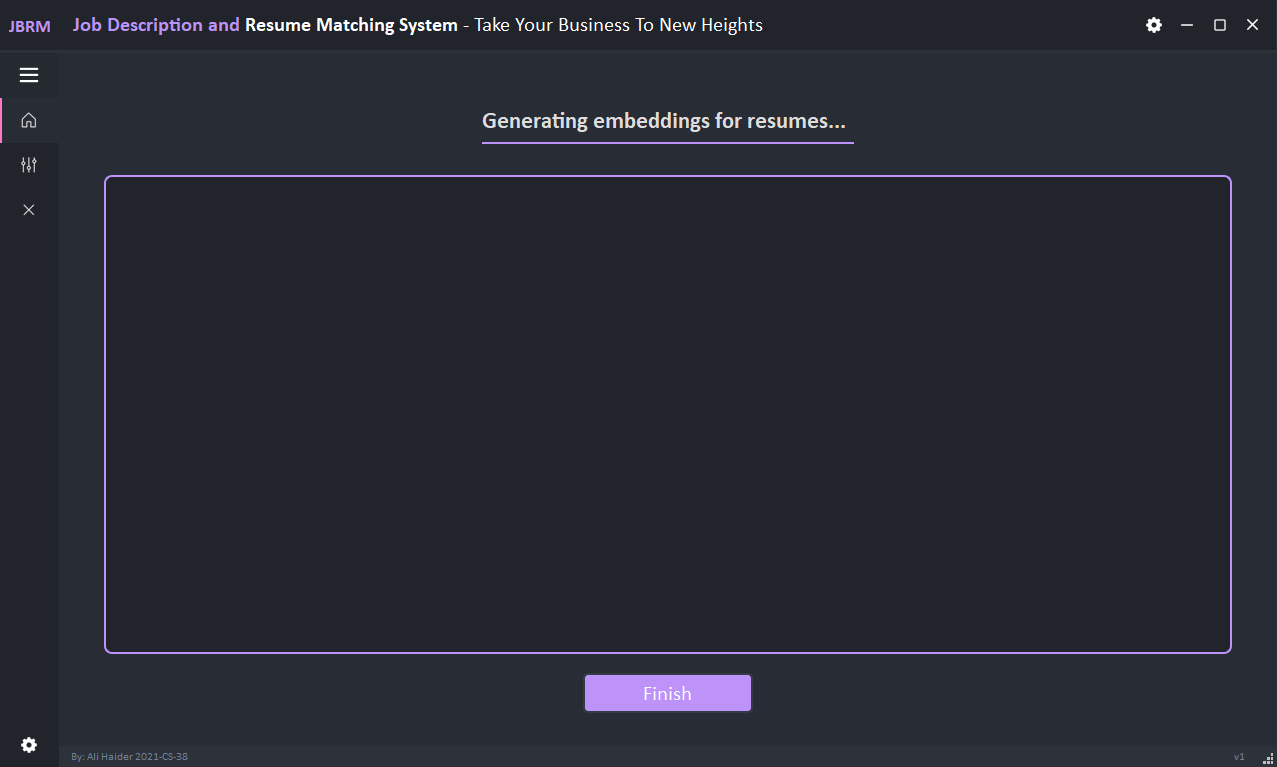 JBRM
Job Description and Resume Matching System - Take Your Business To New Heights
Generating embeddings for resumes...
Finish
By: Ali Haider 2021-CS-38
v1